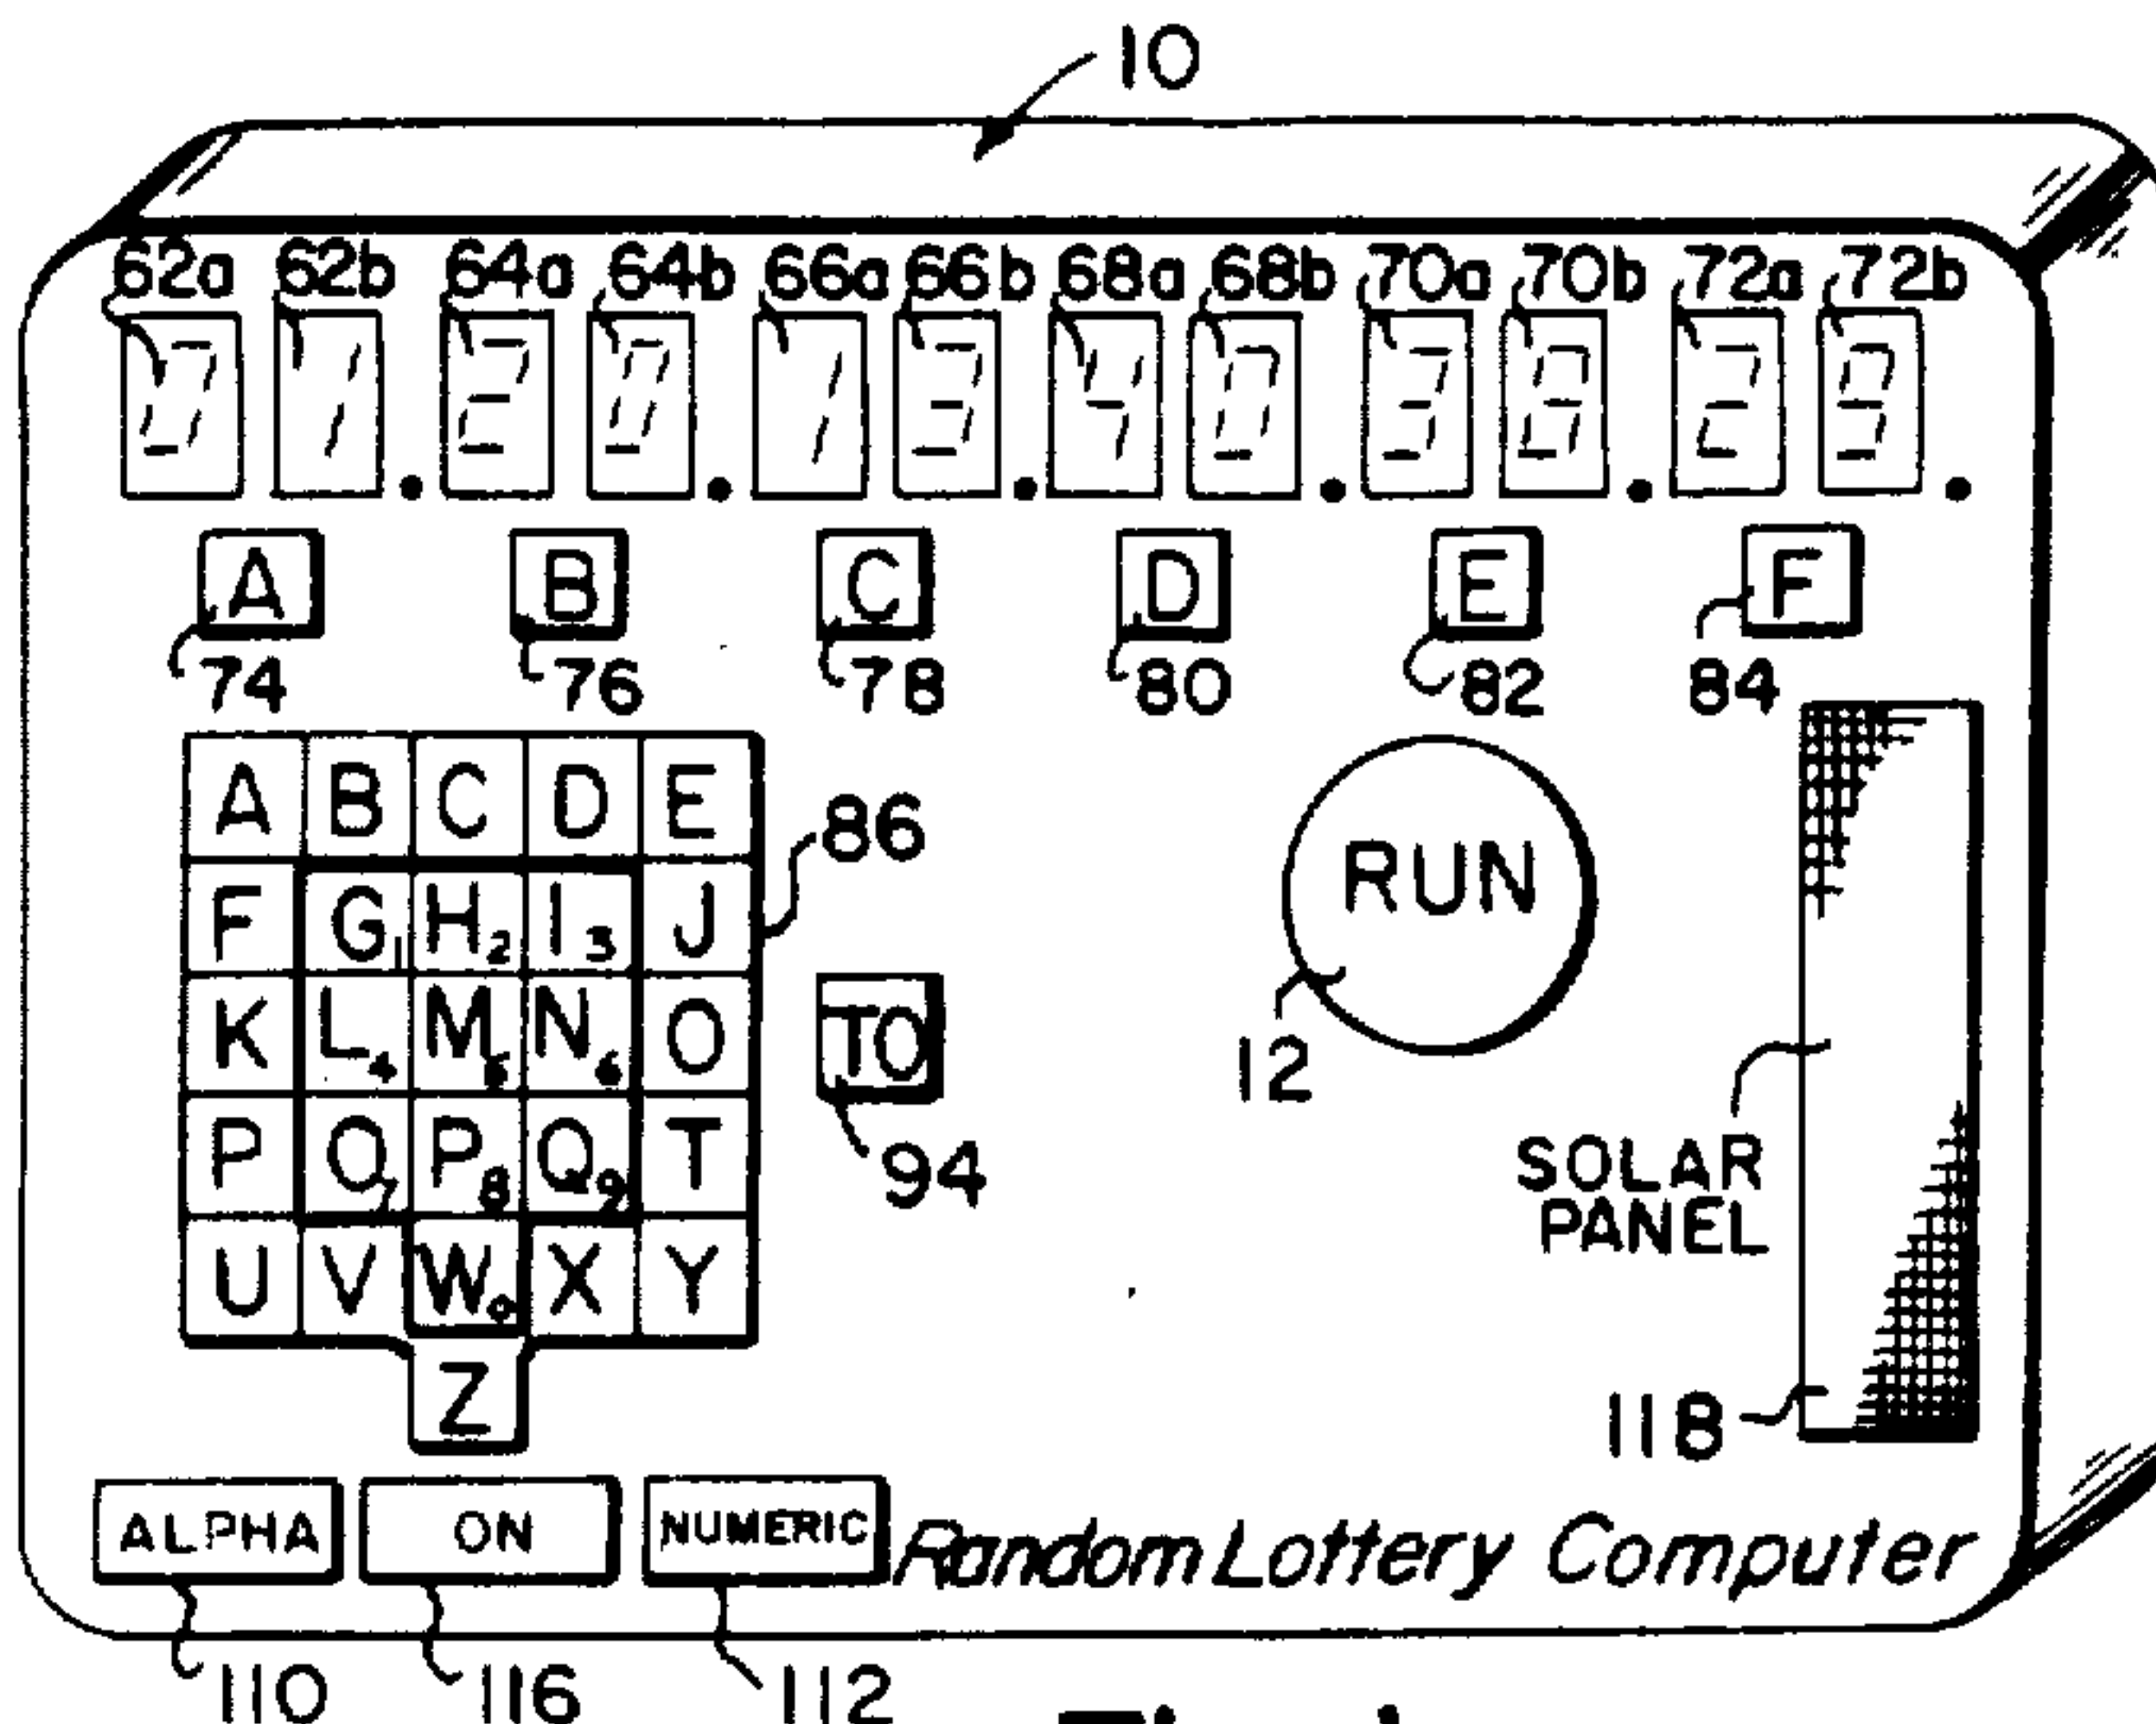 10
62a 62b 64a 64b 66a 66b 68a 68b 70a 70b 72a 72b
01. 20. 13. 40. 38. 29.
A B C D E F
74 76 78 80 82 84
A B C D E
86
F G1 H2 I3 J
RUN
K L4 M5 N6 O
TO
12
P Q7 P8 Q9 T
94
SOLAR
PANEL
U V W0 X Y
Z
118
ALPHA ON NUMERIC Random Lottery Computer
110 116 112